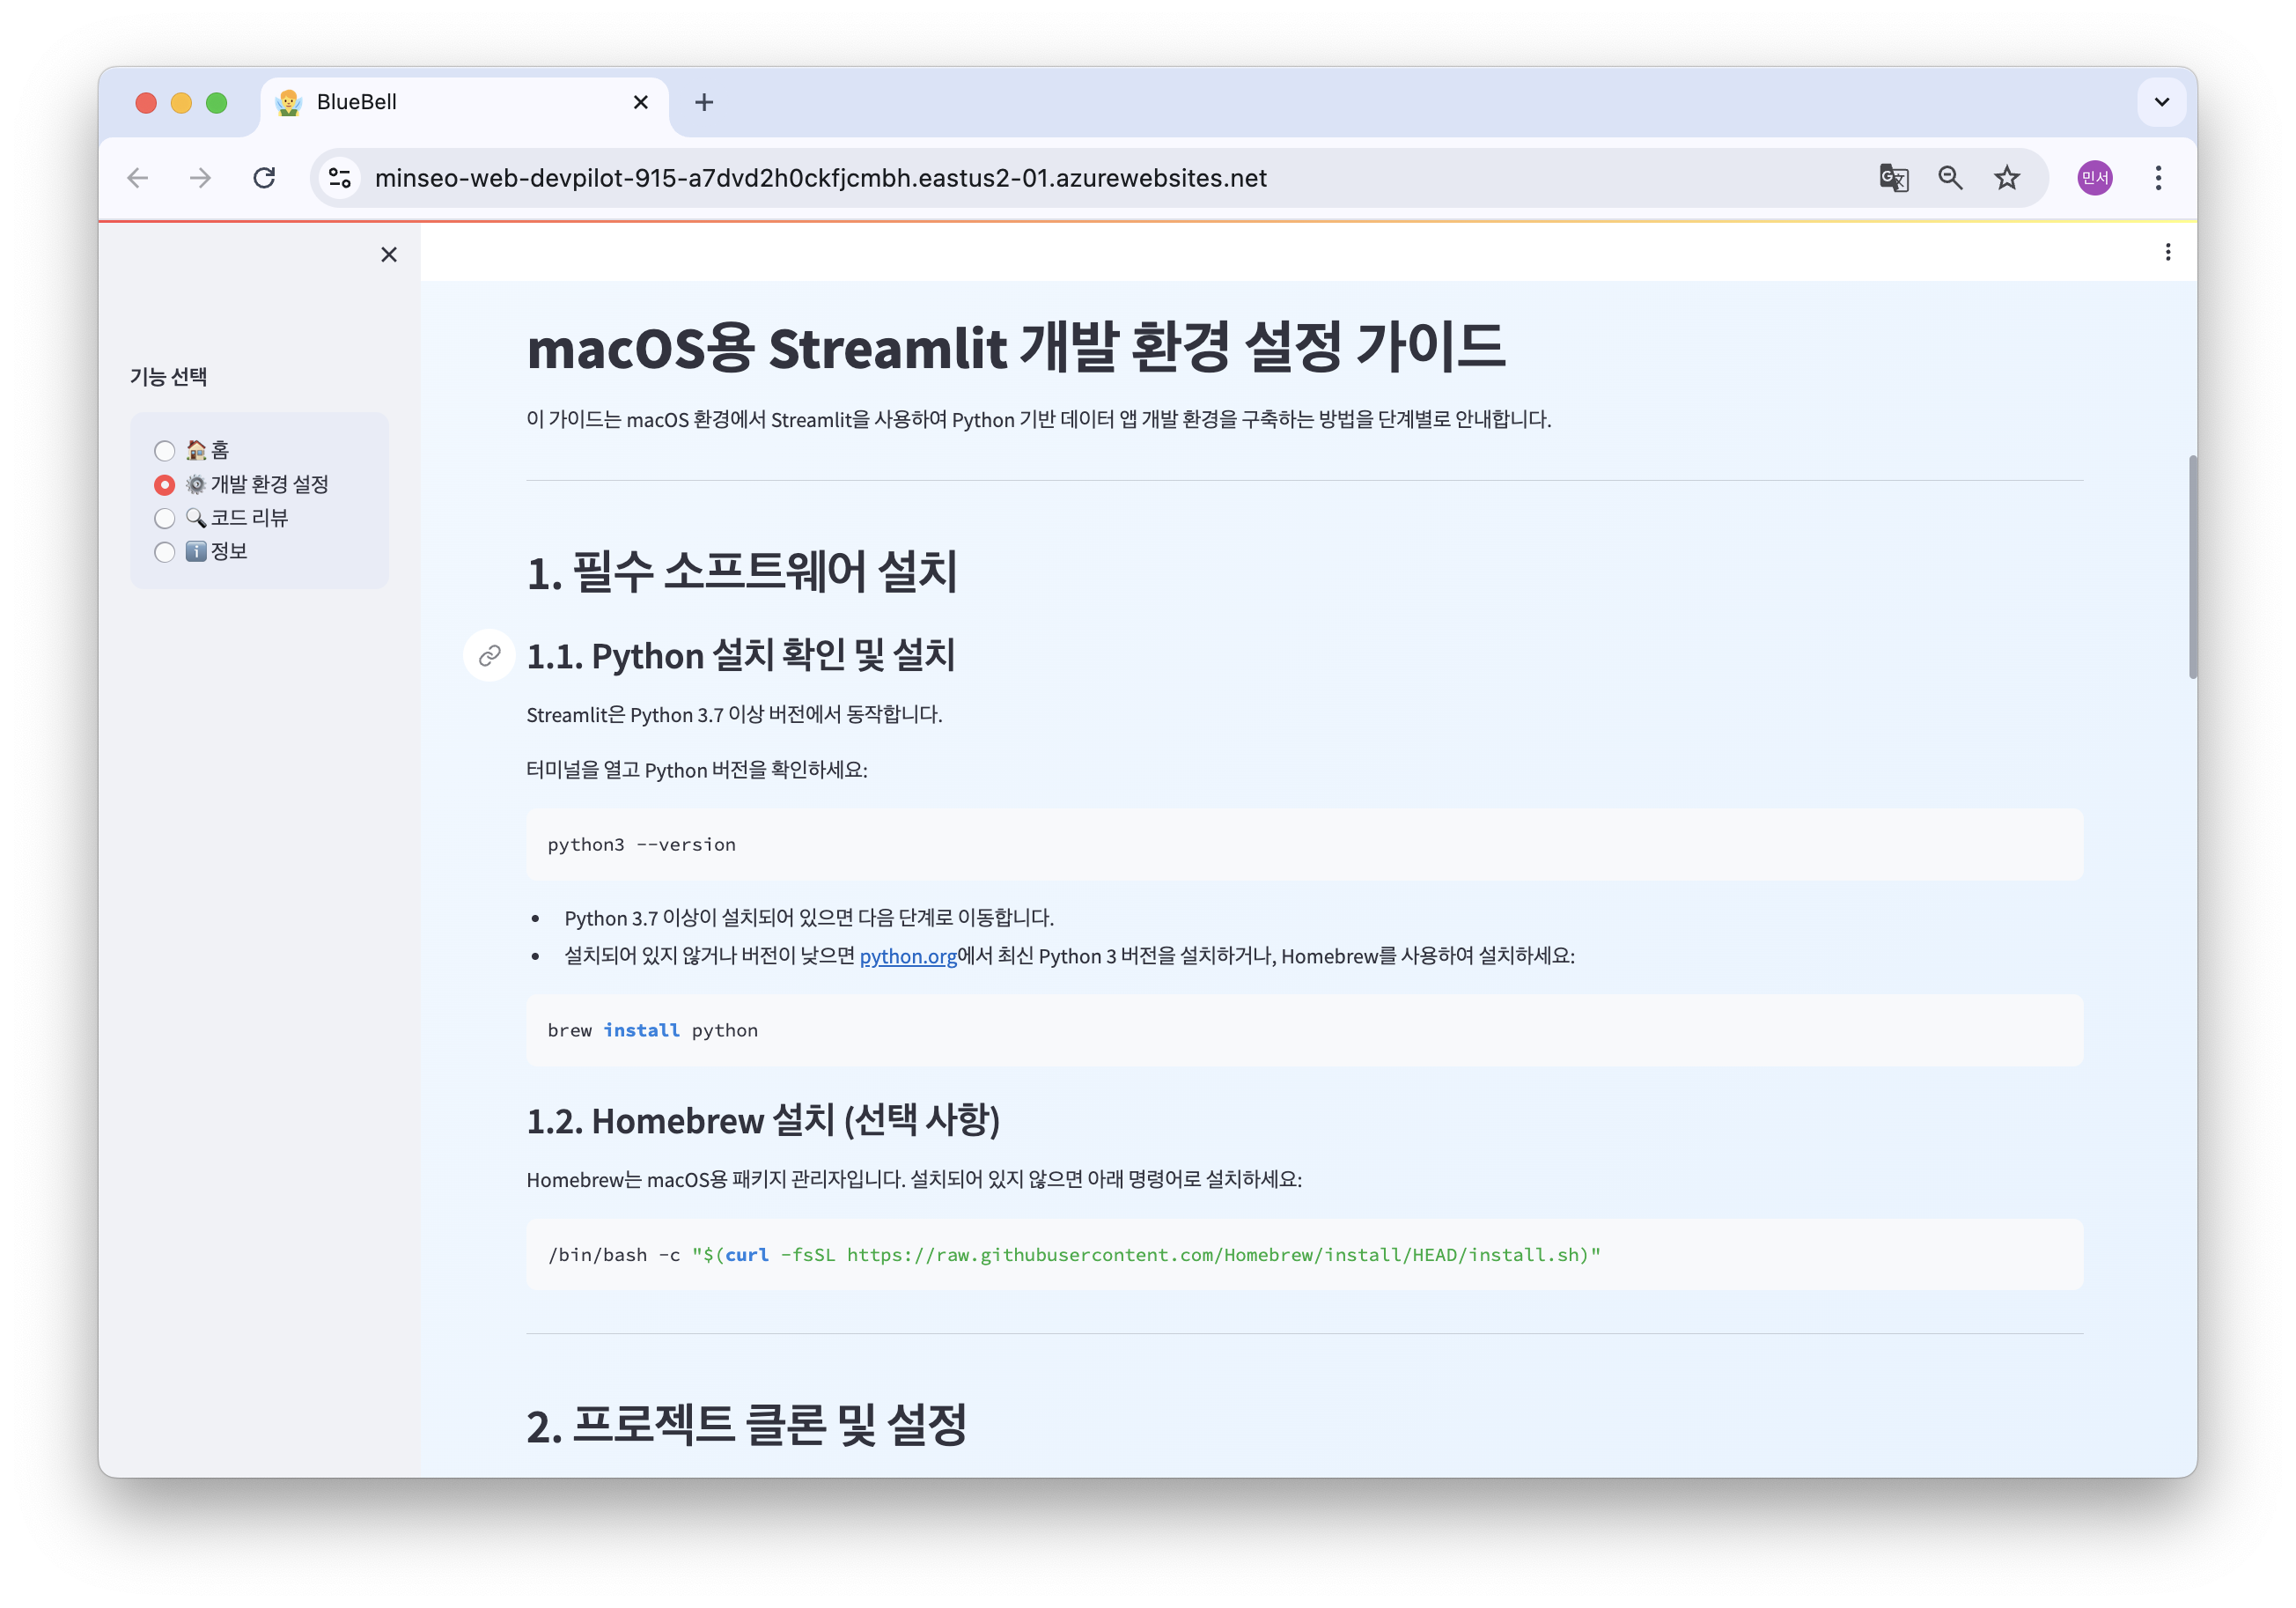 BlueBell
minseo-web-devpilot-915-a7dvd2h0ckfjcmbh.eastus2-01.azurewebsites.net
민서
기능 선택
홈
개발 환경 설정
코드 리뷰
정보
macOS용 Streamlit 개발 환경 설정 가이드
이 가이드는 macOS 환경에서 Streamlit을 사용하여 Python 기반 데이터 앱 개발 환경을 구축하는 방법을 단계별로 안내합니다.
1. 필수 소프트웨어 설치
1.1. Python 설치 확인 및 설치
Streamlit은 Python 3.7 이상 버전에서 동작합니다.
터미널을 열고 Python 버전을 확인하세요:
python3 --version
• Python 3.7 이상이 설치되어 있으면 다음 단계로 이동합니다.
• 설치되어 있지 않거나 버전이 낮으면 python.org에서 최신 Python 3 버전을 설치하거나, Homebrew를 사용하여 설치하세요:
brew install python
1.2. Homebrew 설치 (선택 사항)
Homebrew는 macOS용 패키지 관리자입니다. 설치되어 있지 않으면 아래 명령어로 설치하세요:
/bin/bash -c "$(curl -fsSL https://raw.githubusercontent.com/Homebrew/install/HEAD/install.sh)"
2. 프로젝트 클론 및 설정